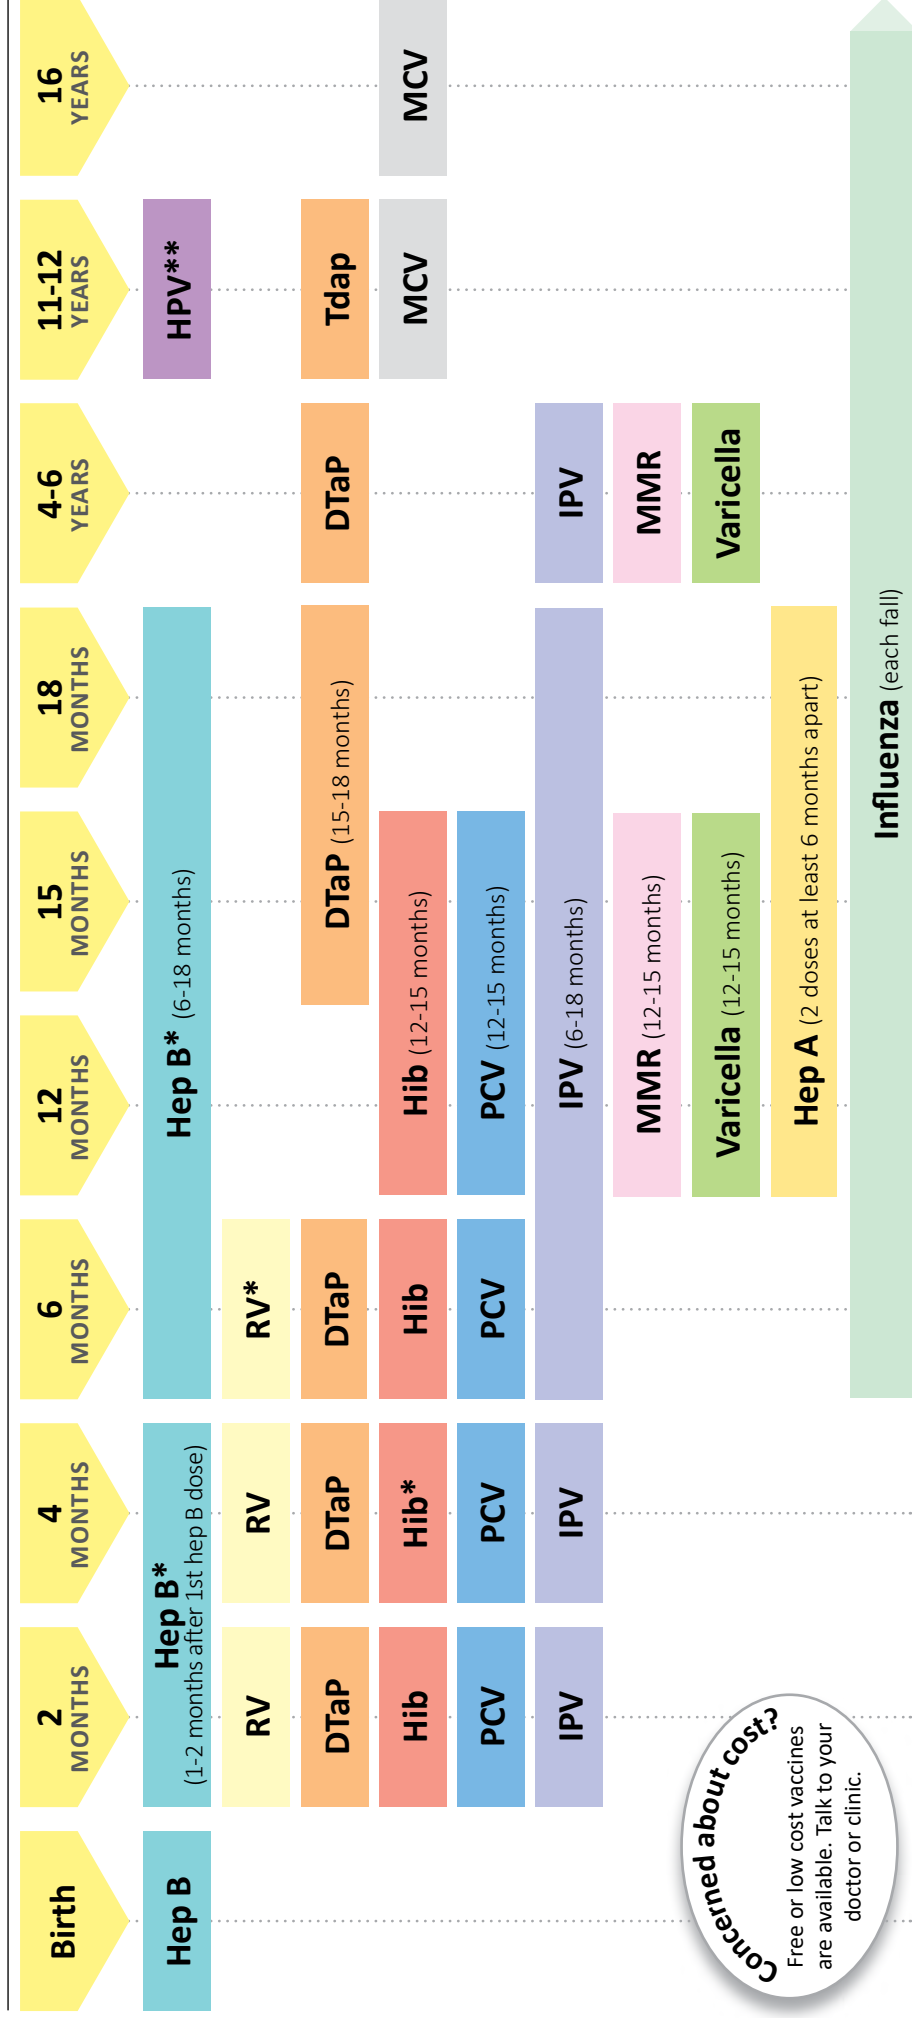 Birth
2
MONTHS
4
MONTHS
6
MONTHS
12
MONTHS
15
MONTHS
18
MONTHS
4-6
YEARS
11-12
YEARS
16
YEARS
Hep B
Hep B*
(1-2 months after 1st hep B dose)
Hep B* (6-18 months)
HPV**
RV
RV
RV*
DTaP
DTaP
DTaP
DTaP (15-18 months)
DTaP
Tdap
Hib
Hib*
Hib
Hib (12-15 months)
MCV
MCV
PCV
PCV
PCV
PCV (12-15 months)
IPV
IPV
IPV (6-18 months)
IPV
MMR (12-15 months)
MMR
Varicella (12-15 months)
Varicella
Hep A (2 doses at least 6 months apart)
Influenza (each fall)
Concerned about cost?
Free or low cost vaccines
are available. Talk to your
doctor or clinic.